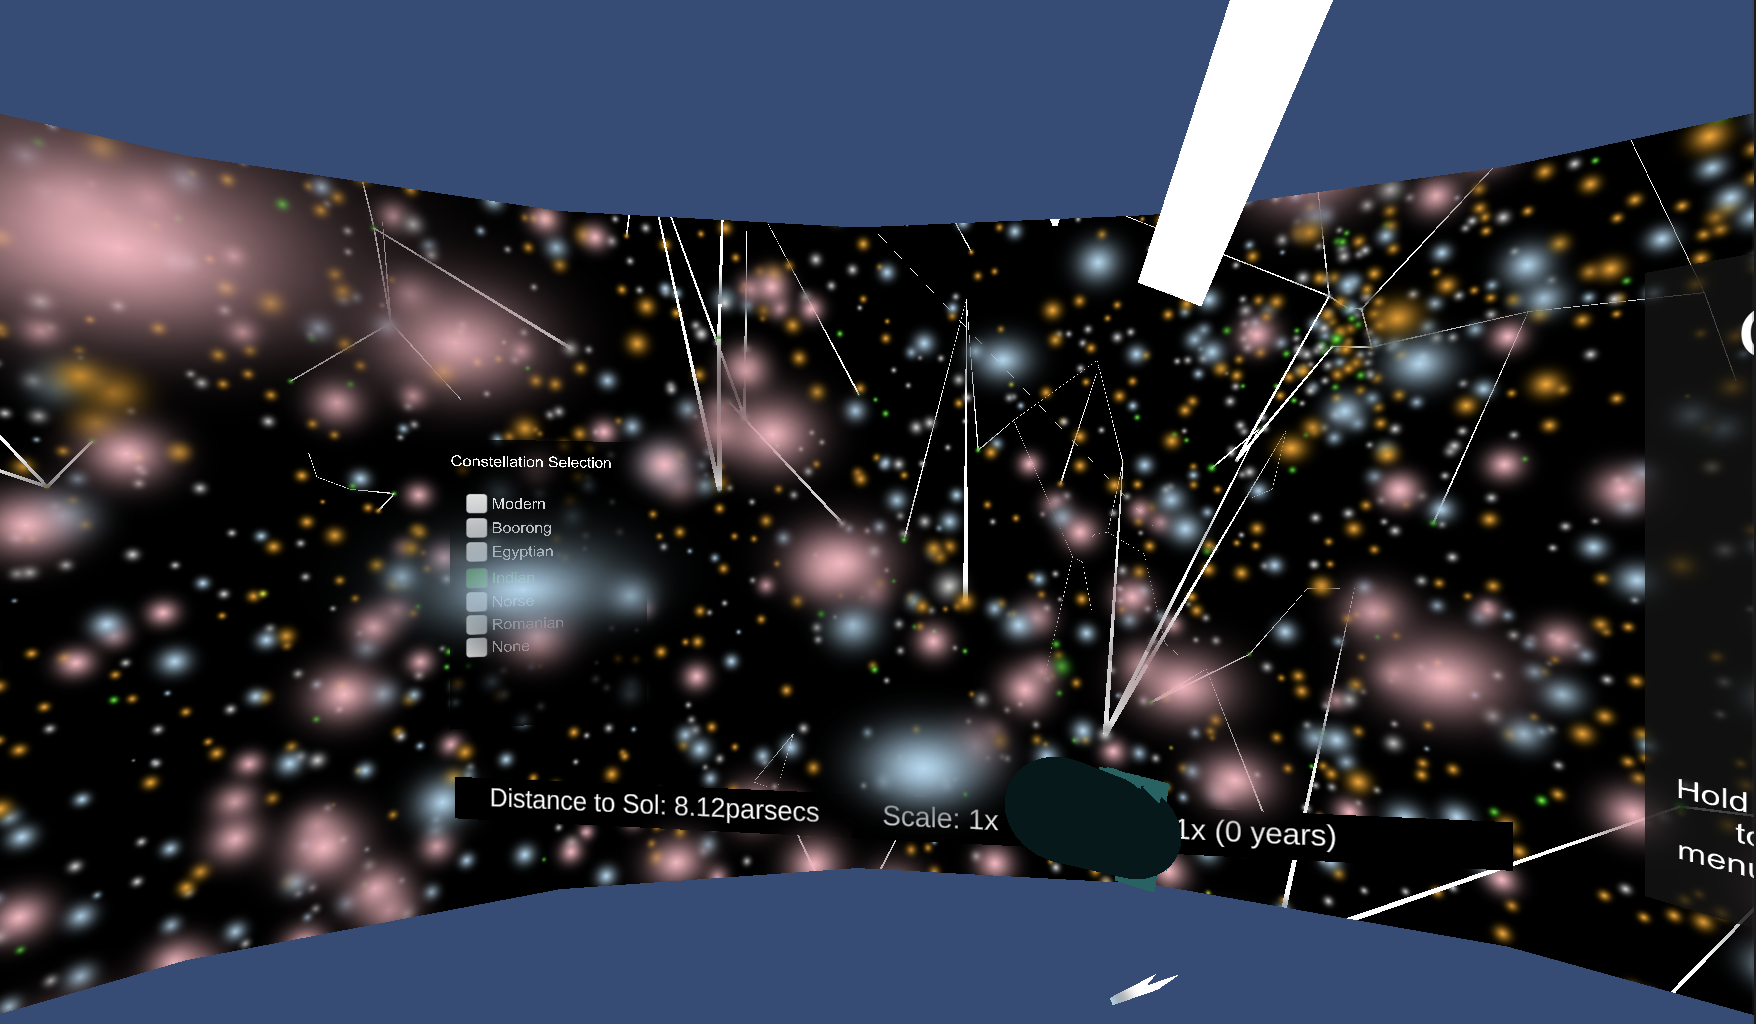 Constellation Selection
Modern
Boorong
Egyptian
Indian
Norse
Romanian
None
Distance to Sol: 8.12parsecs
Scale: 1x
1x (0 years)
Hold
to
menu